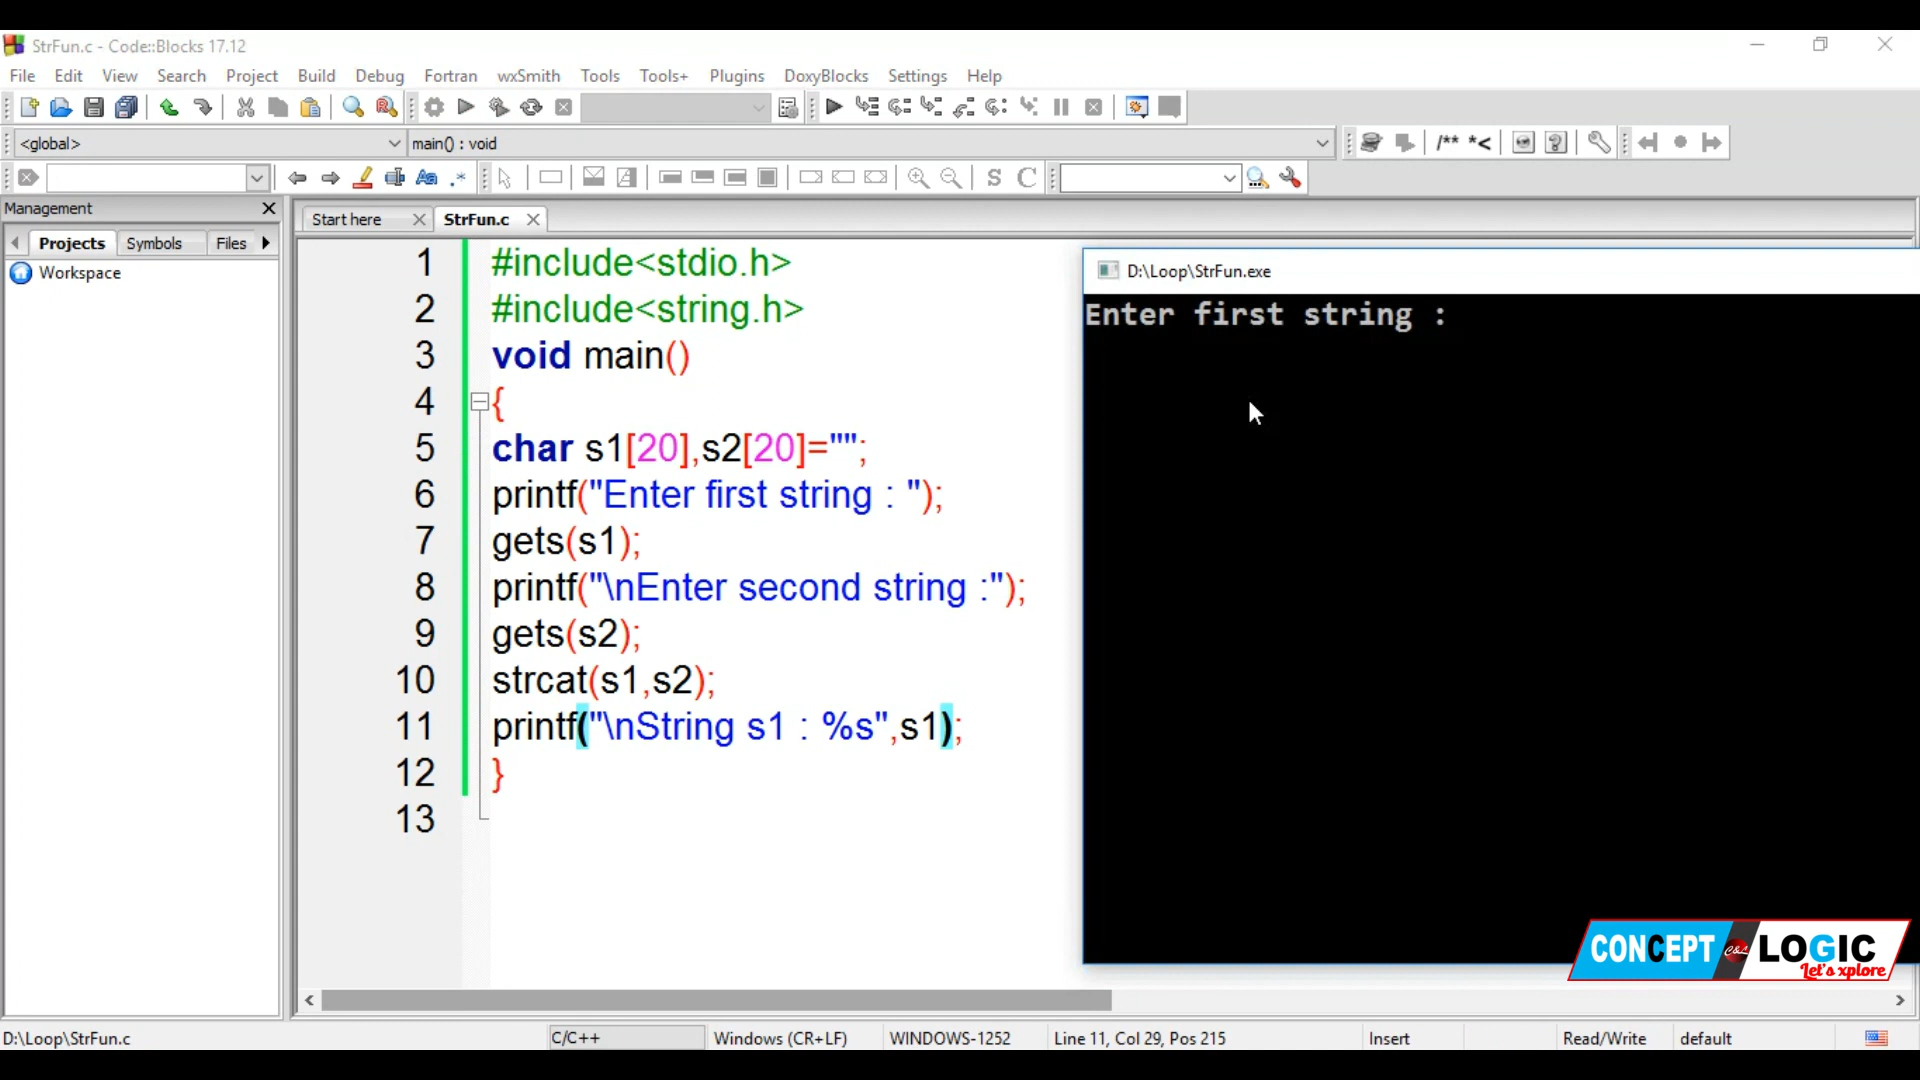 StrFun.c - Code::Blocks 17.12
File Edit View Search Project Build Debug Fortran wxSmith Tools Tools+ Plugins DoxyBlocks Settings Help
<global> main() : void
/** *<
S C
Management
Projects Symbols Files
Workspace
Start here StrFun.c
1 #include<stdio.h>
2 #include<string.h>
3 void main()
4 {
5 char s1[20],s2[20]="";
6 printf("Enter first string : ");
7 gets(s1);
8 printf("\nEnter second string :");
9 gets(s2);
10 strcat(s1,s2);
11 printf("\nString s1 : %s",s1);
12 }
13
D:\Loop\StrFun.exe
Enter first string :
CONCEPT C&L LOGIC
Let's xplore
D:\Loop\StrFun.c C/C++ Windows (CR+LF) WINDOWS-1252 Line 11, Col 29, Pos 215 Insert Read/Write default